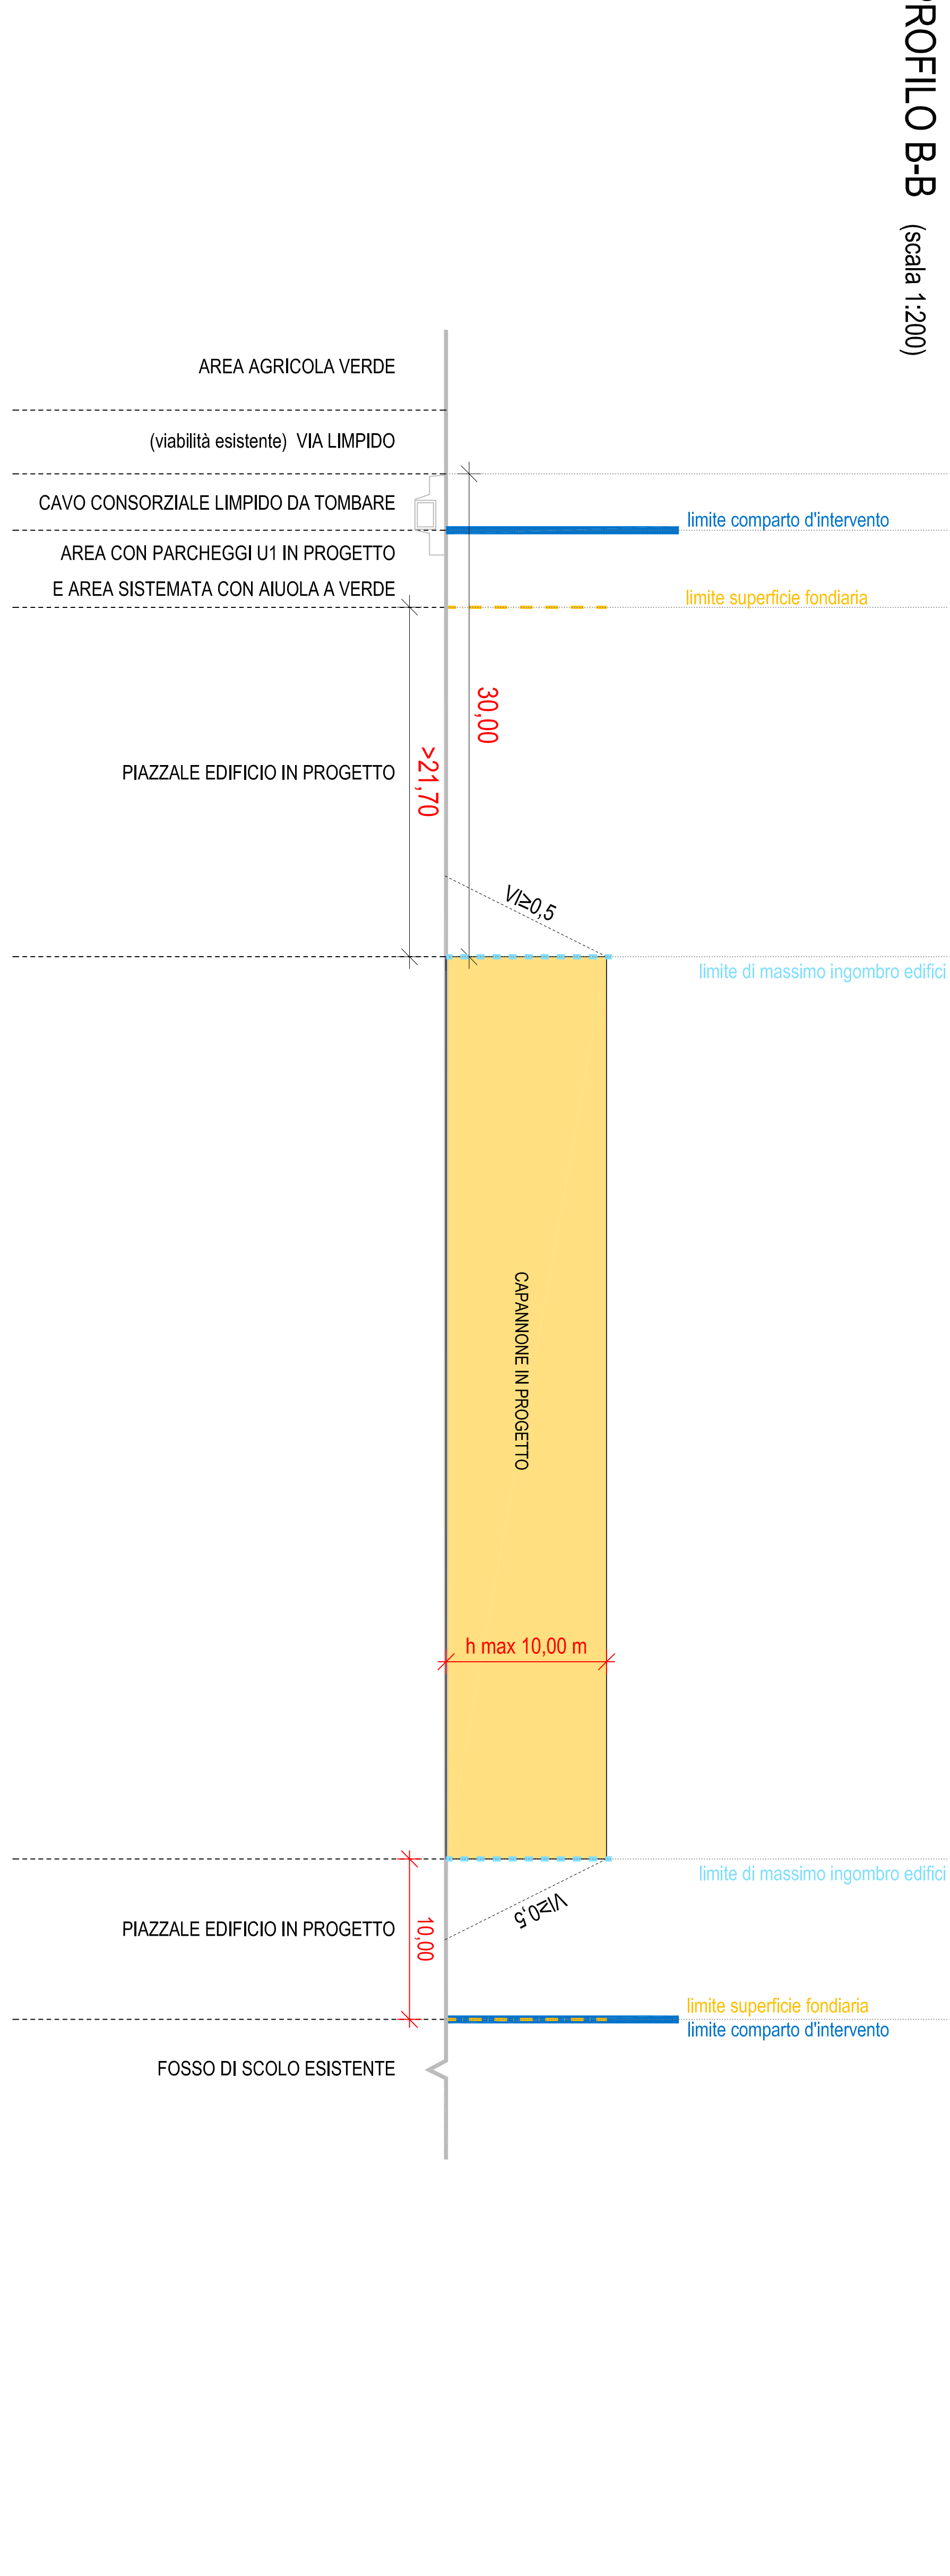 PROFILO B-B (scala 1:200)
AREA AGRICOLA VERDE
(viabilità esistente) VIA LIMPIDO
CAVO CONSORZIALE LIMPIDO DA TOMBARE
limite comparto d'intervento
AREA CON PARCHEGGI U1 IN PROGETTO
E AREA SISTEMATA CON AIUOLA A VERDE
limite superficie fondiaria
30,00
>21,70
PIAZZALE EDIFICIO IN PROGETTO
VI≥0,5
limite di massimo ingombro edifici
CAPANNONE IN PROGETTO
h max 10,00 m
limite di massimo ingombro edifici
VI≥0,5
10,00
PIAZZALE EDIFICIO IN PROGETTO
limite superficie fondiaria
limite comparto d'intervento
FOSSO DI SCOLO ESISTENTE